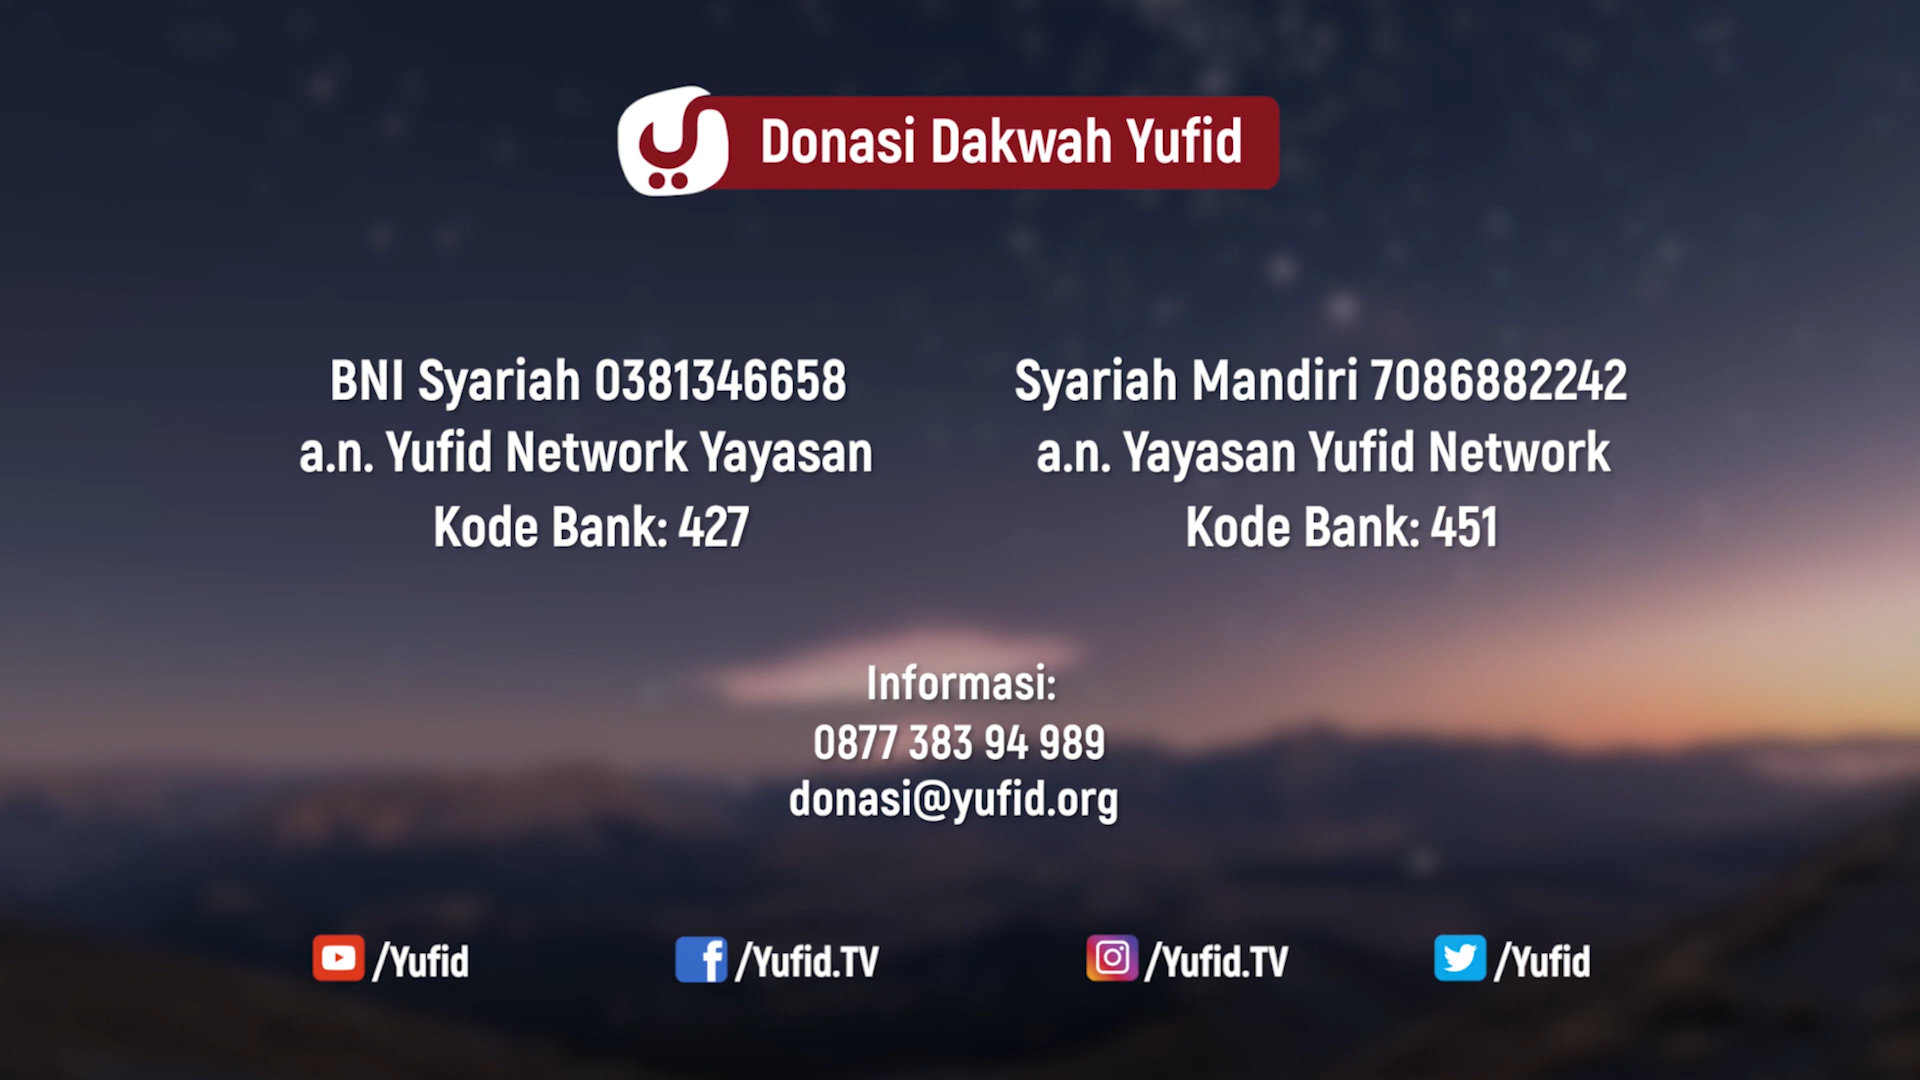 Donasi Dakwah Yufid
BNI Syariah 0381346658
a.n. Yufid Network Yayasan
Kode Bank: 427
Syariah Mandiri 7086882242
a.n. Yayasan Yufid Network
Kode Bank: 451
Informasi:
0877 383 94 989
donasi@yufid.org
/Yufid
/Yufid.TV
/Yufid.TV
/Yufid